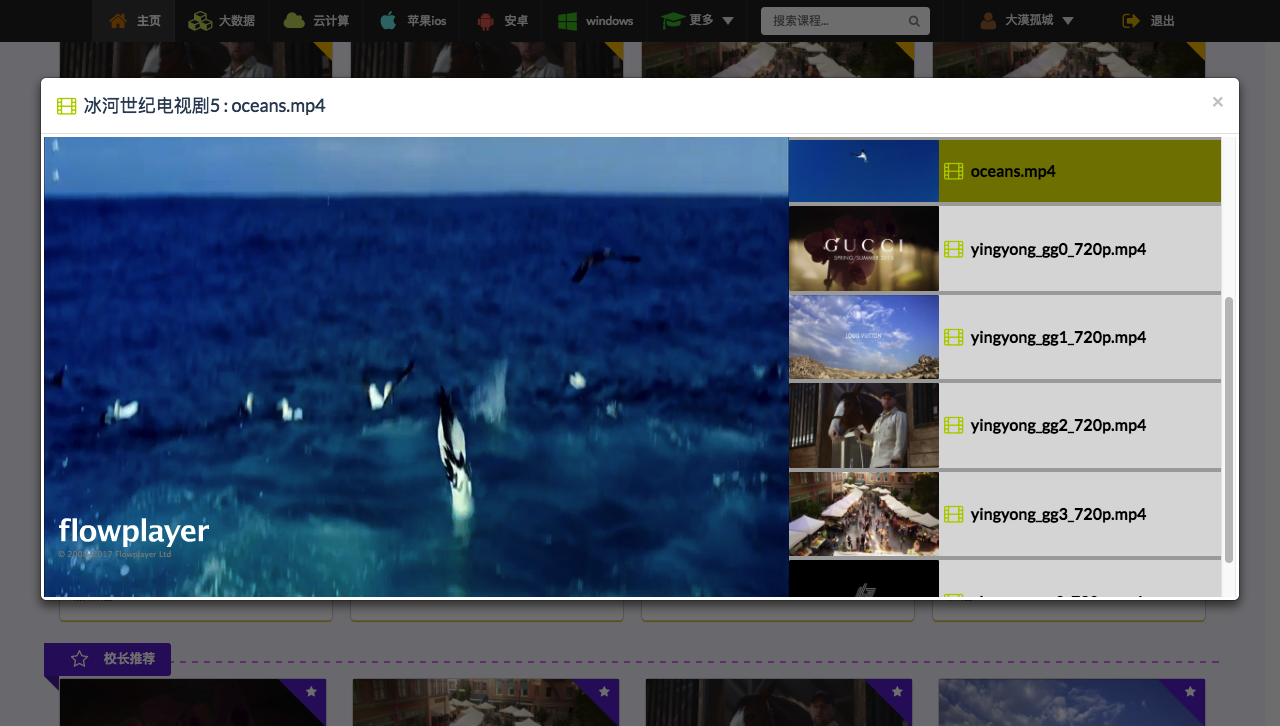 主页
大数据
云计算
苹果ios
安卓
windows
更多
搜索课程...
大漠孤城
退出
冰河世纪电视剧5 : oceans.mp4
×
oceans.mp4
GUCCI
SPRING/SUMMER 2015
yingyong_gg0_720p.mp4
LOUIS VUITTON
yingyong_gg1_720p.mp4
yingyong_gg2_720p.mp4
yingyong_gg3_720p.mp4
flowplayer
© 2008-2017 Flowplayer Ltd
校长推荐